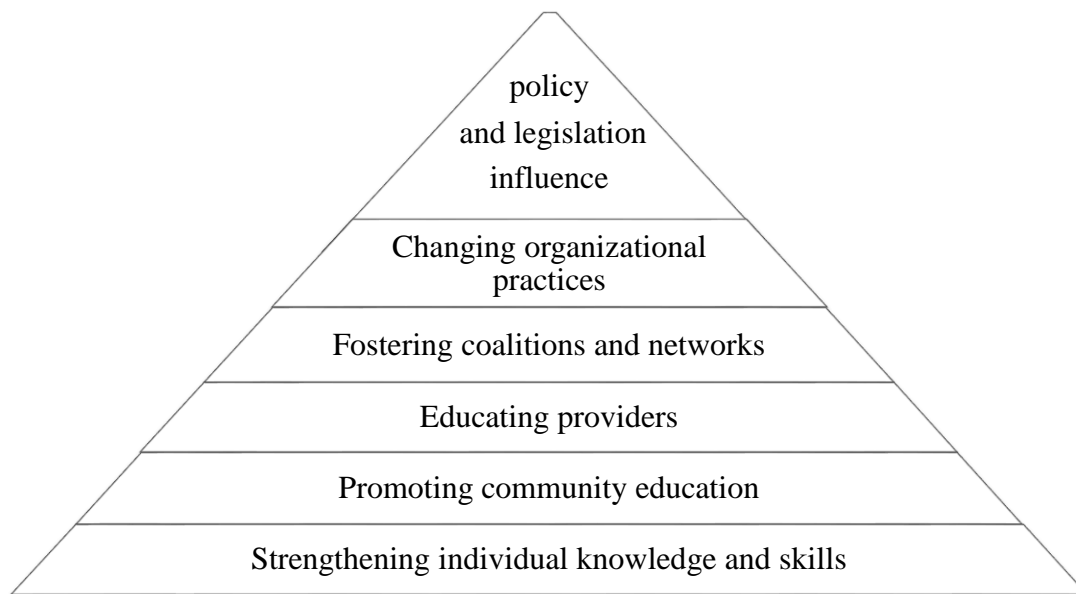 policy
and legislation
influence
Changing organizational
practices
Fostering coalitions and networks
Educating providers
Promoting community education
Strengthening individual knowledge and skills